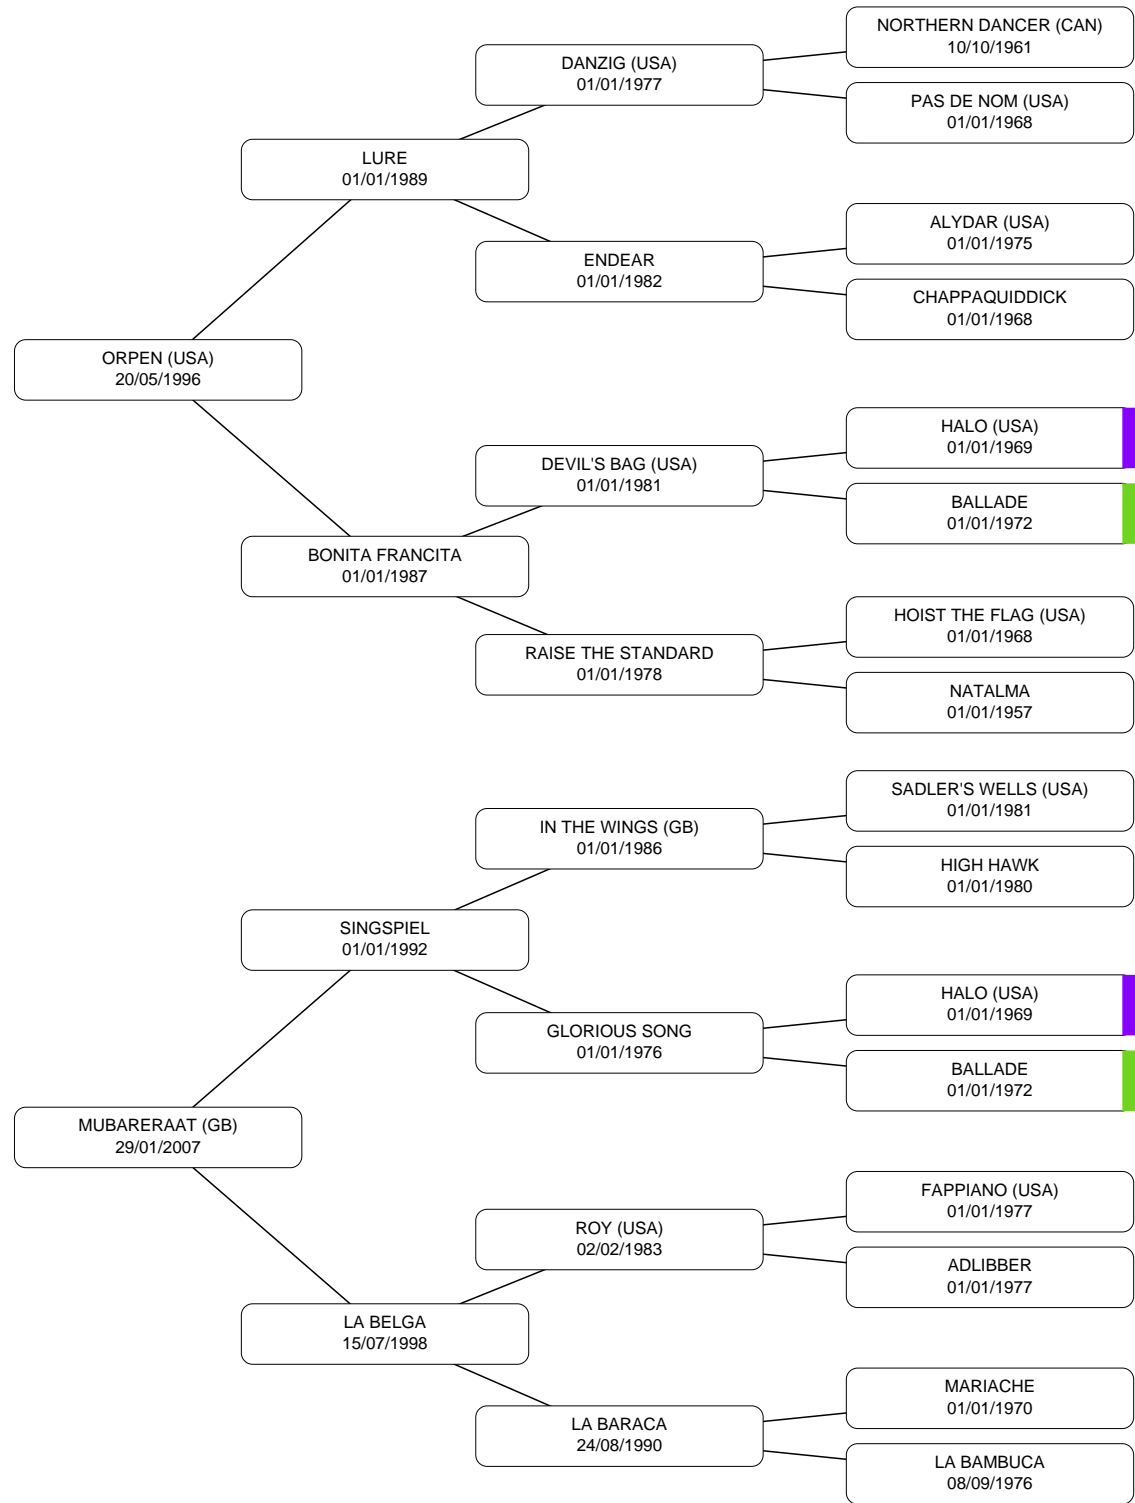 NORTHERN DANCER (CAN)
10/10/1961
DANZIG (USA)
01/01/1977
PAS DE NOM (USA)
01/01/1968
LURE
01/01/1989
ALYDAR (USA)
01/01/1975
ENDEAR
01/01/1982
CHAPPAQUIDDICK
01/01/1968
ORPEN (USA)
20/05/1996
HALO (USA)
01/01/1969
DEVIL'S BAG (USA)
01/01/1981
BALLADE
01/01/1972
BONITA FRANCITA
01/01/1987
HOIST THE FLAG (USA)
01/01/1968
RAISE THE STANDARD
01/01/1978
NATALMA
01/01/1957
SADLER'S WELLS (USA)
01/01/1981
IN THE WINGS (GB)
01/01/1986
HIGH HAWK
01/01/1980
SINGSPIEL
01/01/1992
HALO (USA)
01/01/1969
GLORIOUS SONG
01/01/1976
BALLADE
01/01/1972
MUBARERAAT (GB)
29/01/2007
FAPPIANO (USA)
01/01/1977
ROY (USA)
02/02/1983
ADLIBBER
01/01/1977
LA BELGA
15/07/1998
MARIACHE
01/01/1970
LA BARACA
24/08/1990
LA BAMBUCA
08/09/1976